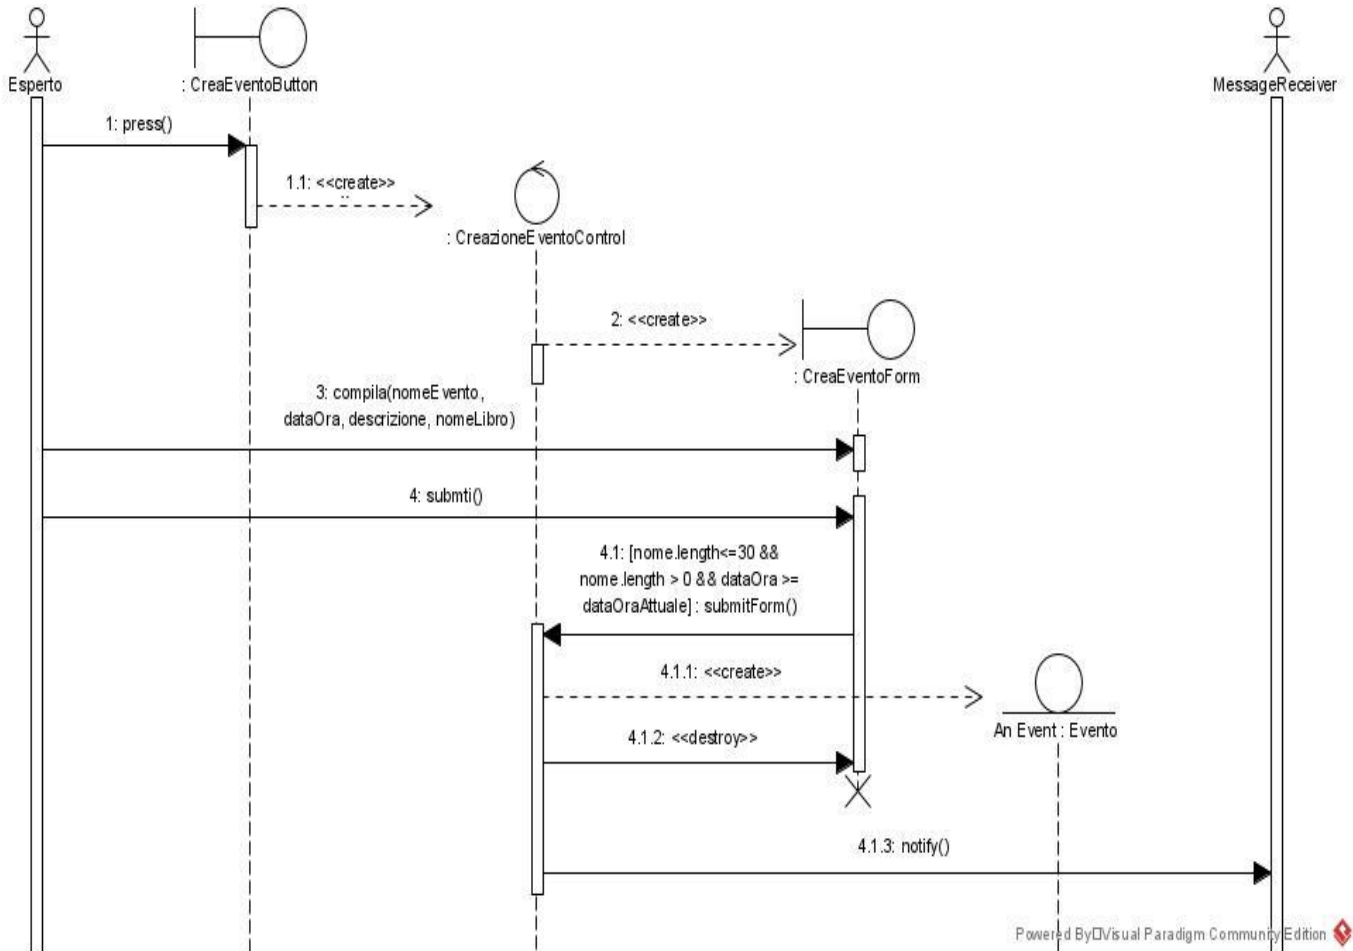 Esperto
: CreaEventoButton
MessageReceiver
1: press()
1.1: <<create>>
: CreazioneEventoControl
2: <<create>>
: CreaEventoForm
3: compila(nomeEvento,
dataOra, descrizione, nomeLibro)
4: submti()
4.1: [nome.length<=30 &&
nome.length > 0 && dataOra >=
dataOraAttuale] : submitForm()
4.1.1: <<create>>
An Event : Evento
4.1.2: <<destroy>>
4.1.3: notify()
Powered By Visual Paradigm Community Edition